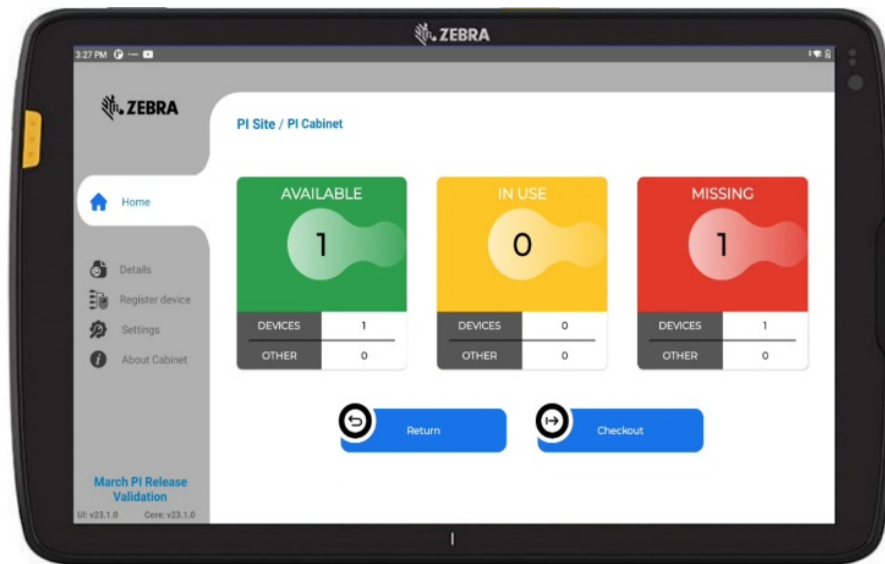 ZEBRA
3:27 PM
ZEBRA
PI Site / PI Cabinet
Home
Details
Register device
Settings
About Cabinet
AVAILABLE
1
DEVICES 1
OTHER 0
IN USE
0
DEVICES 0
OTHER 0
MISSING
1
DEVICES 1
OTHER 0
Return
Checkout
March PI Release
Validation
UI: v23.1.0 Core: v23.1.0